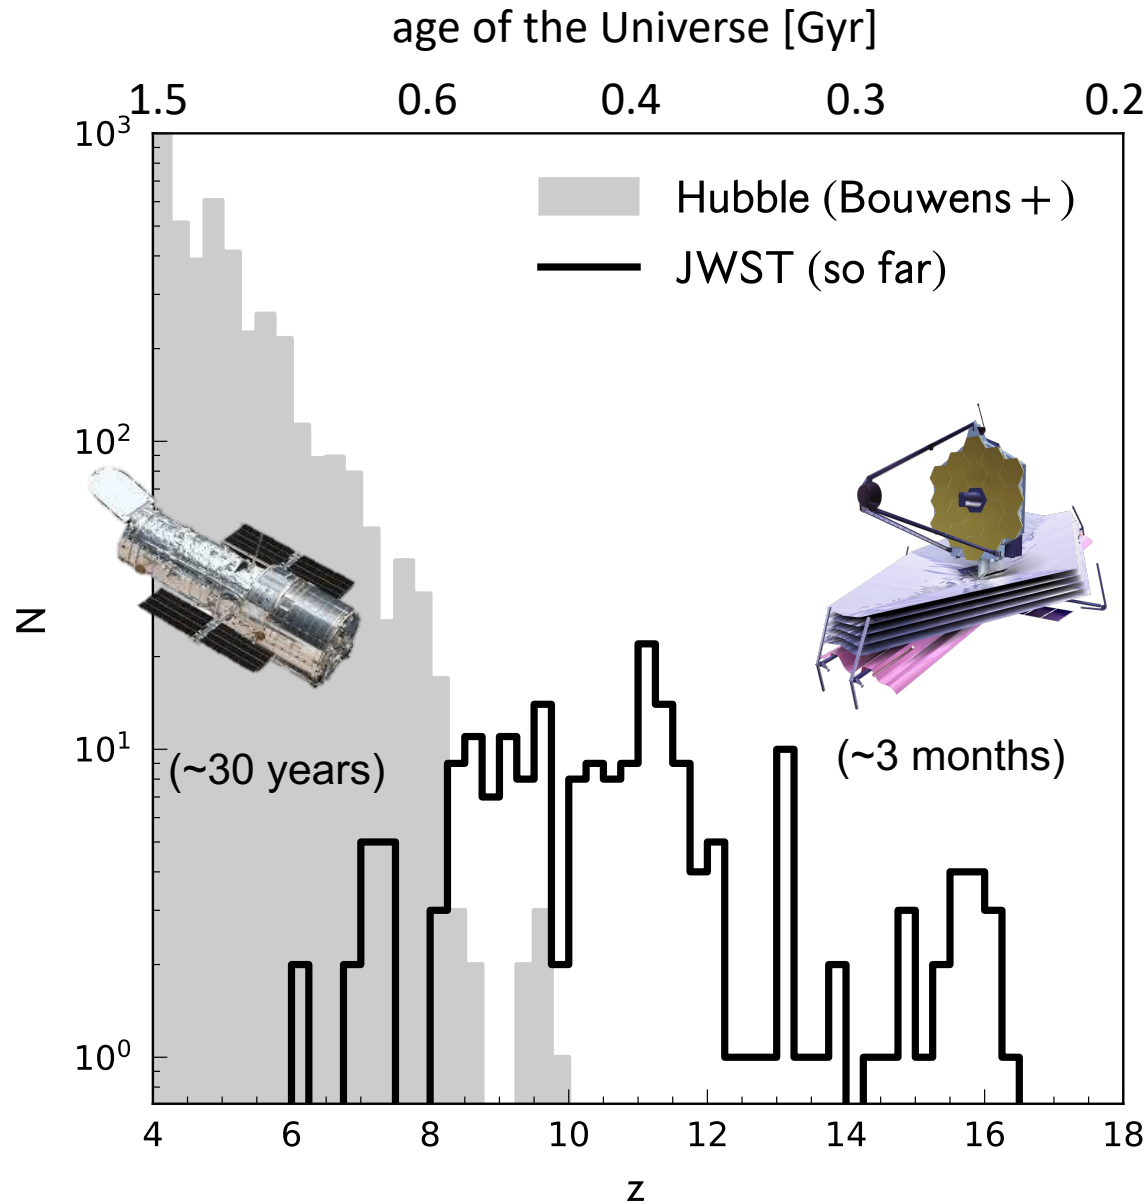 age of the Universe [Gyr]
1.5 0.6 0.4 0.3 0.2
10³
Hubble (Bouwens+)
JWST (so far)
10²
N
10¹
(~30 years)
(~3 months)
10⁰
4 6 8 10 12 14 16 18
z